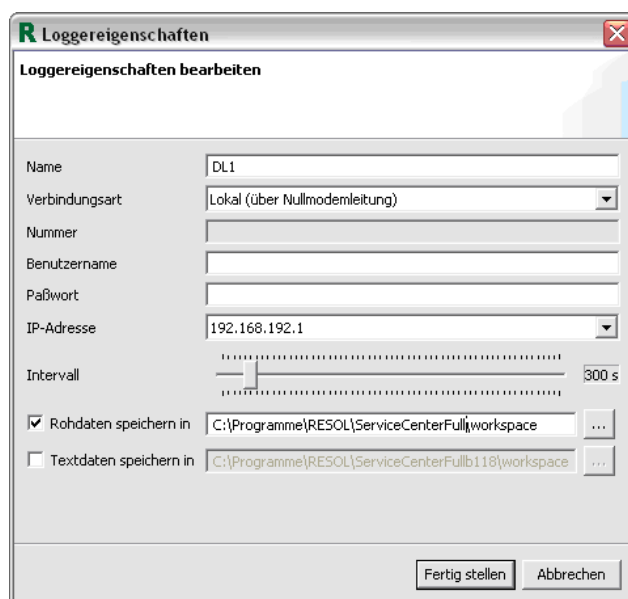 R Loggereigenschaften
Loggereigenschaften bearbeiten
Name DL1
Verbindungsart Lokal (über Nullmodemleitung)
Nummer
Benutzername
Paßwort
IP-Adresse 192.168.192.1
Intervall 300 s
Rohdaten speichern in C:\Programme\RESOL\ServiceCenterFull\workspace ...
Textdaten speichern in C:\Programme\RESOL\ServiceCenterFullb118\workspace ...
Fertig stellen Abbrechen